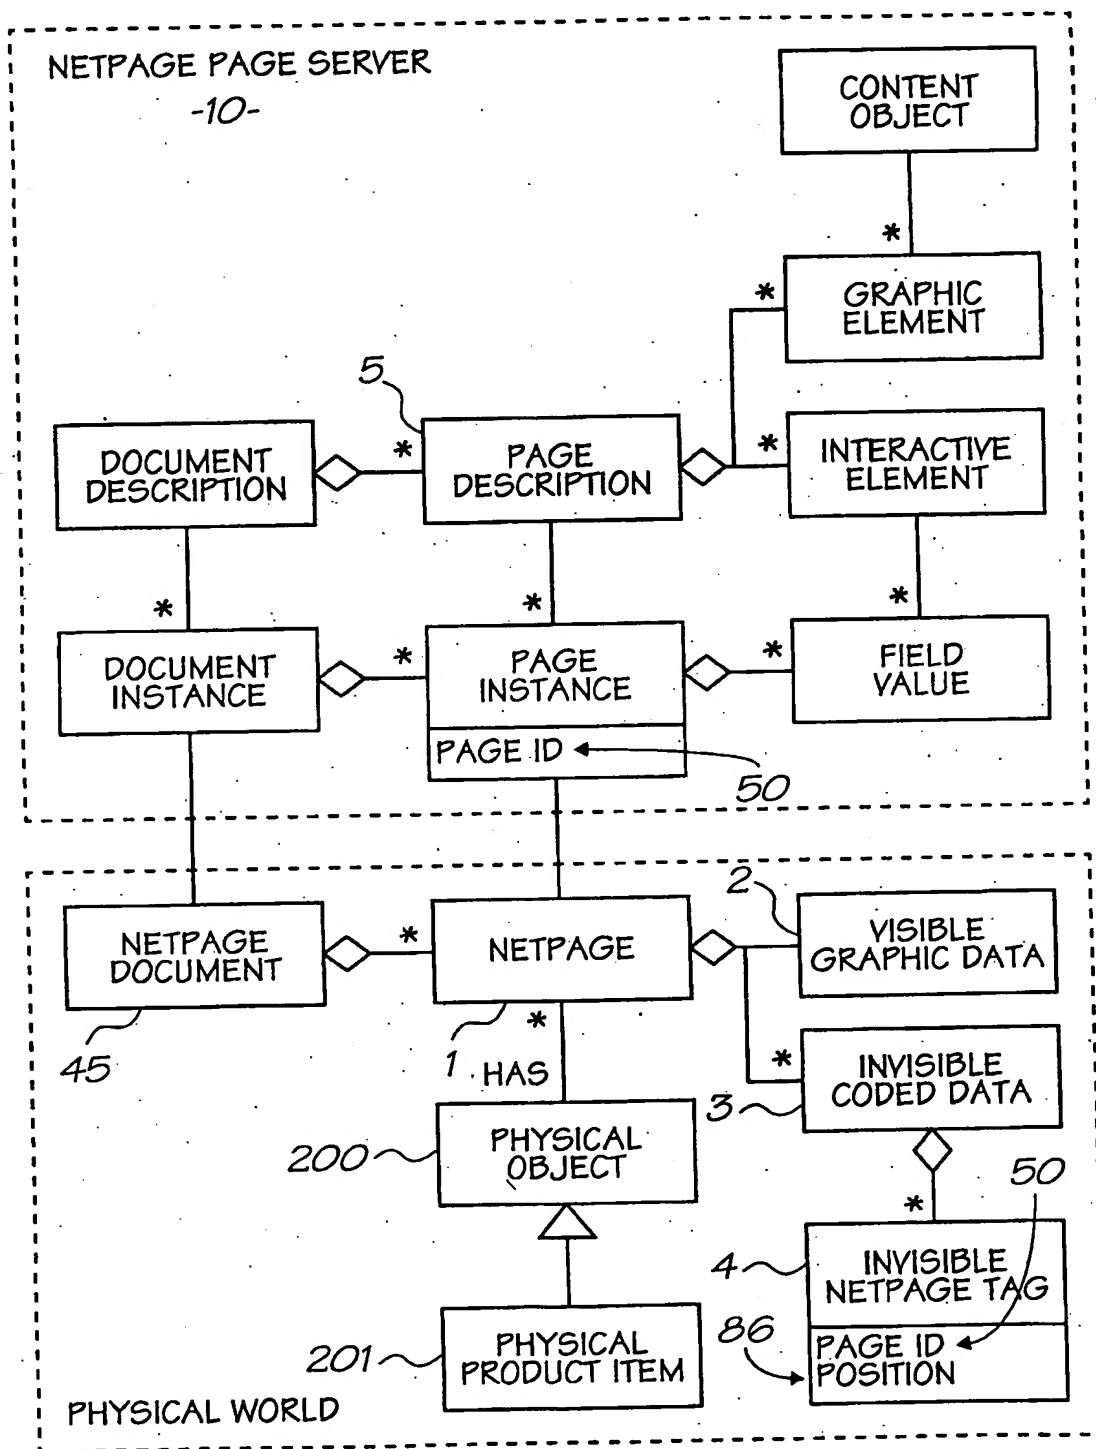 NETPAGE PAGE SERVER
-10-
CONTENT
OBJECT
*
*
GRAPHIC
ELEMENT
5
DOCUMENT
DESCRIPTION
*
PAGE
DESCRIPTION
*
INTERACTIVE
ELEMENT
*
*
*
DOCUMENT
INSTANCE
*
PAGE
INSTANCE
*
FIELD
VALUE
PAGE ID
50
2
NETPAGE
DOCUMENT
*
NETPAGE
VISIBLE
GRAPHIC DATA
45
1
*
HAS
*
INVISIBLE
CODED DATA
3
200
PHYSICAL
OBJECT
50
*
4
INVISIBLE
NETPAGE TAG
86
PAGE ID
POSITION
201
PHYSICAL
PRODUCT ITEM
PHYSICAL WORLD